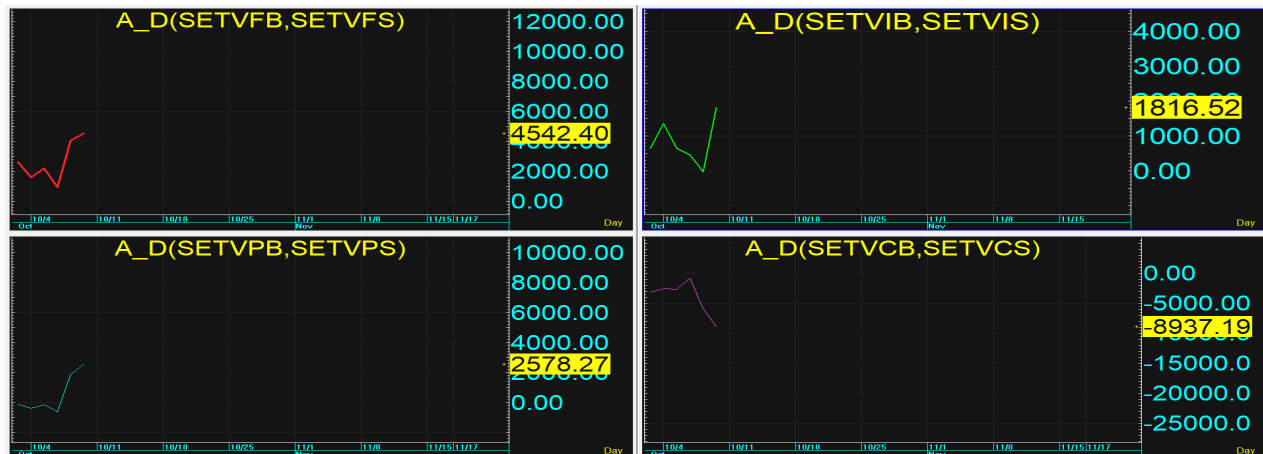 A_D(SETVFB,SETVFS)
12000.00
10000.00
8000.00
6000.00
4542.40
2000.00
0.00
10/4 10/11 10/18 10/25 11/1 11/8 11/15 11/17
Oct Nov Day
A_D(SETVIB,SETVIS)
4000.00
3000.00
1816.52
1000.00
0.00
10/4 10/11 10/18 10/25 11/1 11/8 11/15
Oct Nov Day
A_D(SETVPB,SETVPS)
10000.00
8000.00
6000.00
4000.00
2578.27
0.00
10/4 10/11 10/18 10/25 11/1 11/8 11/15 11/17
Day
A_D(SETVCB,SETVCS)
0.00
-5000.00
-8937.19
-15000.0
-20000.0
-25000.0
10/4 10/11 10/18 10/25 11/1 11/8 11/15 11/17
Day